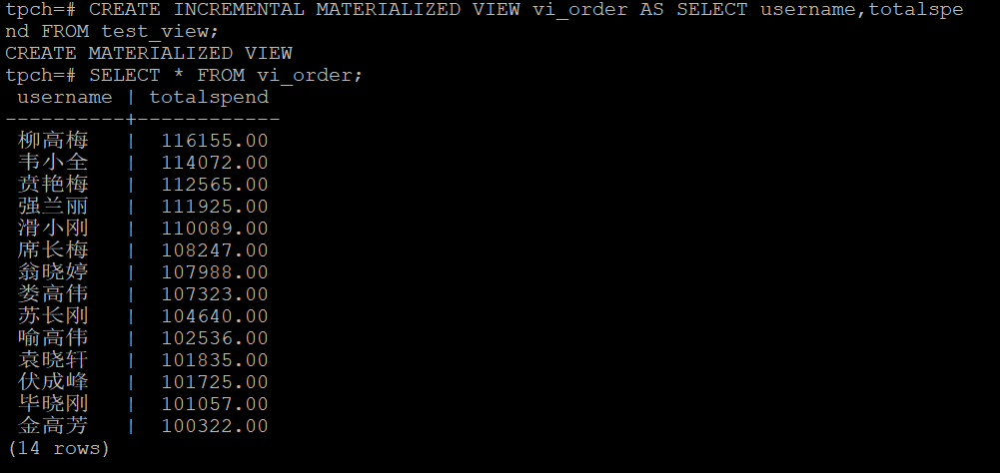 tpch=# CREATE INCREMENTAL MATERIALIZED VIEW vi_order AS SELECT username,totalspe
nd FROM test_view;
CREATE MATERIALIZED VIEW
tpch=# SELECT * FROM vi_order;
 username | totalspend
----------+------------
 柳高梅   |  116155.00
 韦小全   |  114072.00
 贲艳梅   |  112565.00
 强兰丽   |  111925.00
 滑小刚   |  110089.00
 席长梅   |  108247.00
 翁晓婷   |  107988.00
 娄高伟   |  107323.00
 苏长刚   |  104640.00
 喻高伟   |  102536.00
 袁晓轩   |  101835.00
 伏成峰   |  101725.00
 毕晓刚   |  101057.00
 金高芳   |  100322.00
(14 rows)